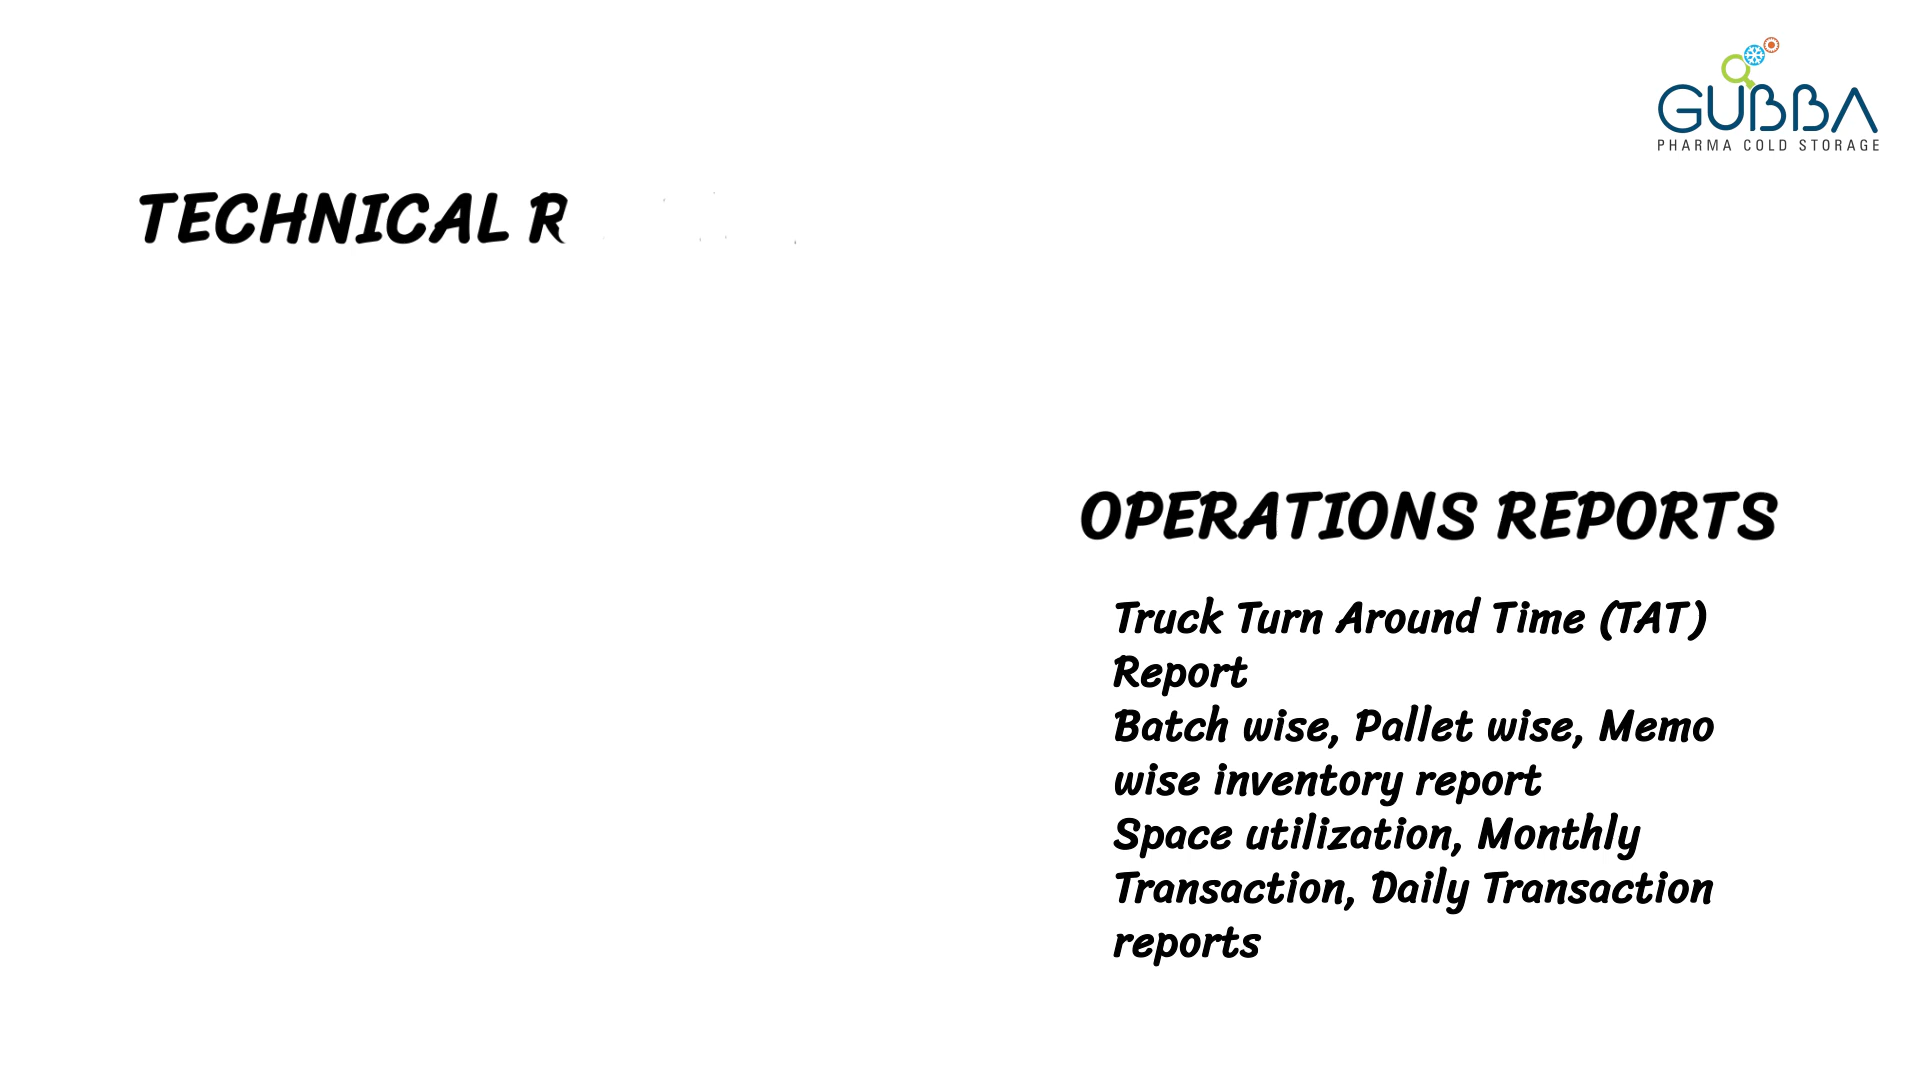 GUBBA
PHARMA COLD STORAGE
TECHNICAL R
OPERATIONS REPORTS
Truck Turn Around Time (TAT)
Report
Batch wise, Pallet wise, Memo
wise inventory report
Space utilization, Monthly
Transaction, Daily Transaction
reports